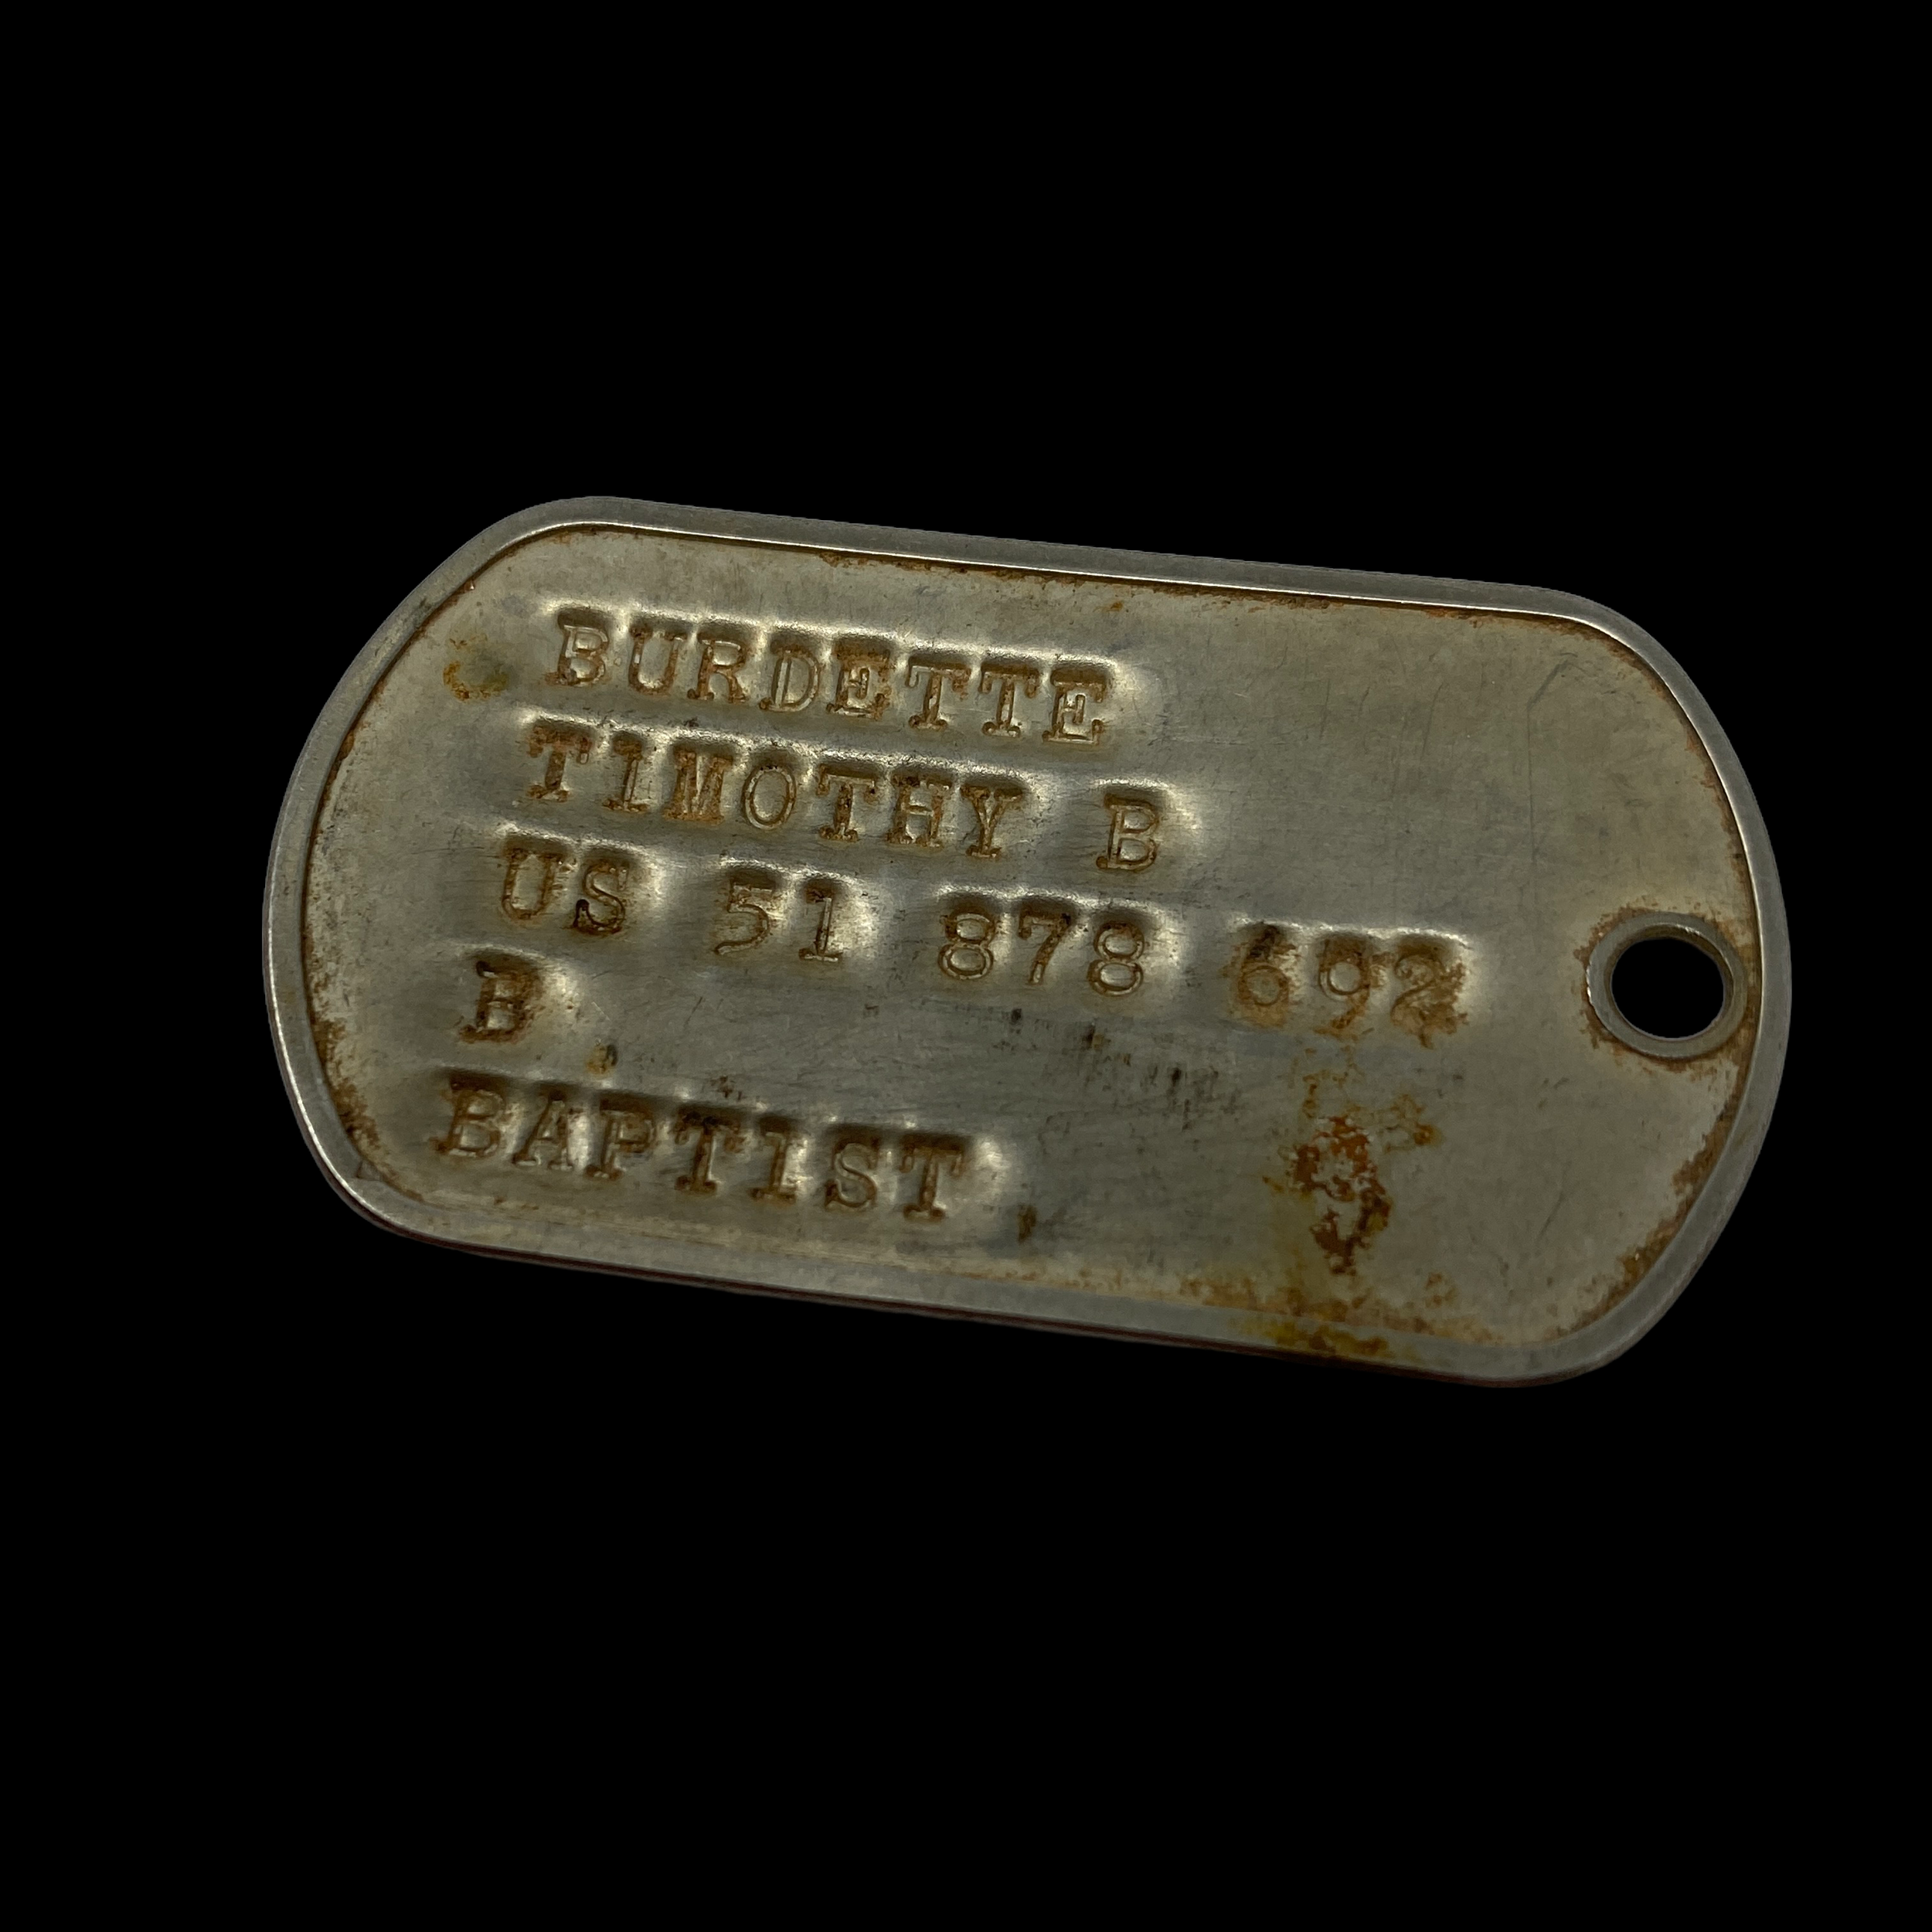 BURDETTE
TIMOTHY B
US 51 878 692
B
BAPTIST